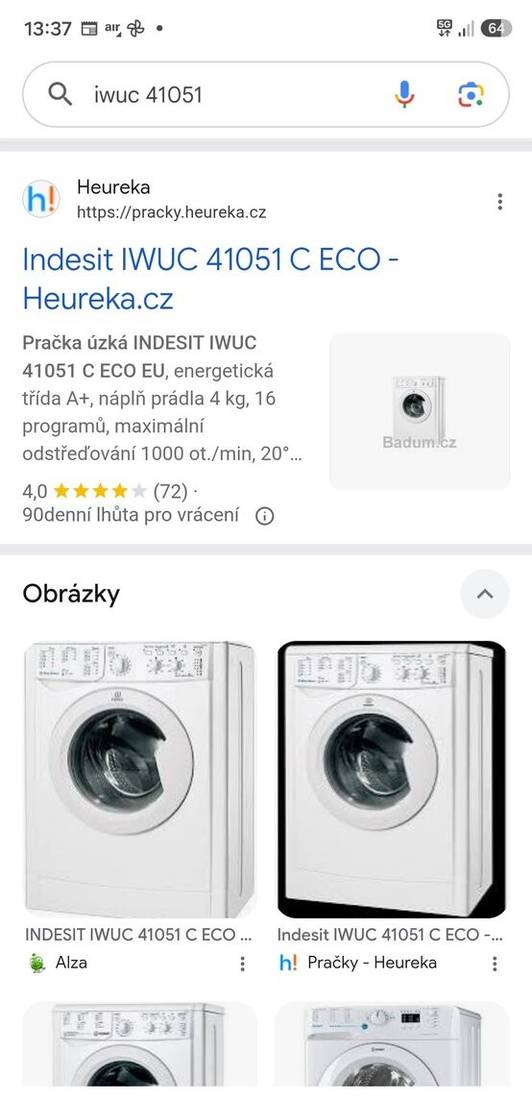 13:37 air
5G 64
iwuc 41051
h! Heureka
https://pracky.heureka.cz
Indesit IWUC 41051 C ECO -
Heureka.cz
Pračka úzká INDESIT IWUC
41051 C ECO EU, energetická
třída A+, náplň prádla 4 kg, 16
programů, maximální
odstřeďování 1000 ot./min, 20°...
Badum.cz
4,0 (72) ·
90denní lhůta pro vrácení
Obrázky
INDESIT IWUC 41051 C ECO ...
Indesit IWUC 41051 C ECO -...
Alza
h! Pračky - Heureka